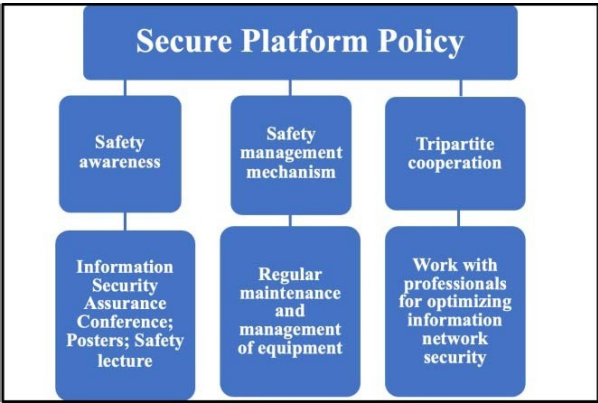 Secure Platform Policy
Safety
awareness
Safety
management
mechanism
Tripartite
cooperation
Information
Security
Assurance
Conference;
Posters; Safety
lecture
Regular
maintenance
and
management
of equipment
Work with
professionals
for optimizing
information
network
security